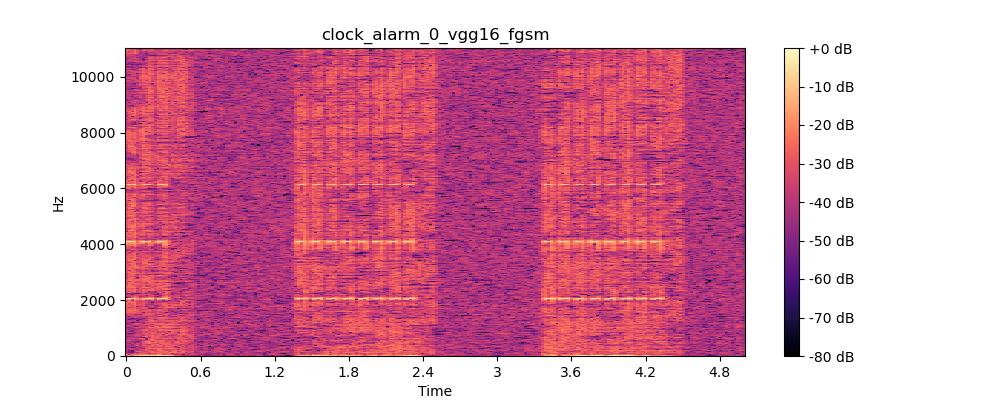 clock_alarm_0_vgg16_fgsm
10000
8000
6000
4000
2000
0
Hz
0 0.6 1.2 1.8 2.4 3 3.6 4.2 4.8
Time
+0 dB
-10 dB
-20 dB
-30 dB
-40 dB
-50 dB
-60 dB
-70 dB
-80 dB